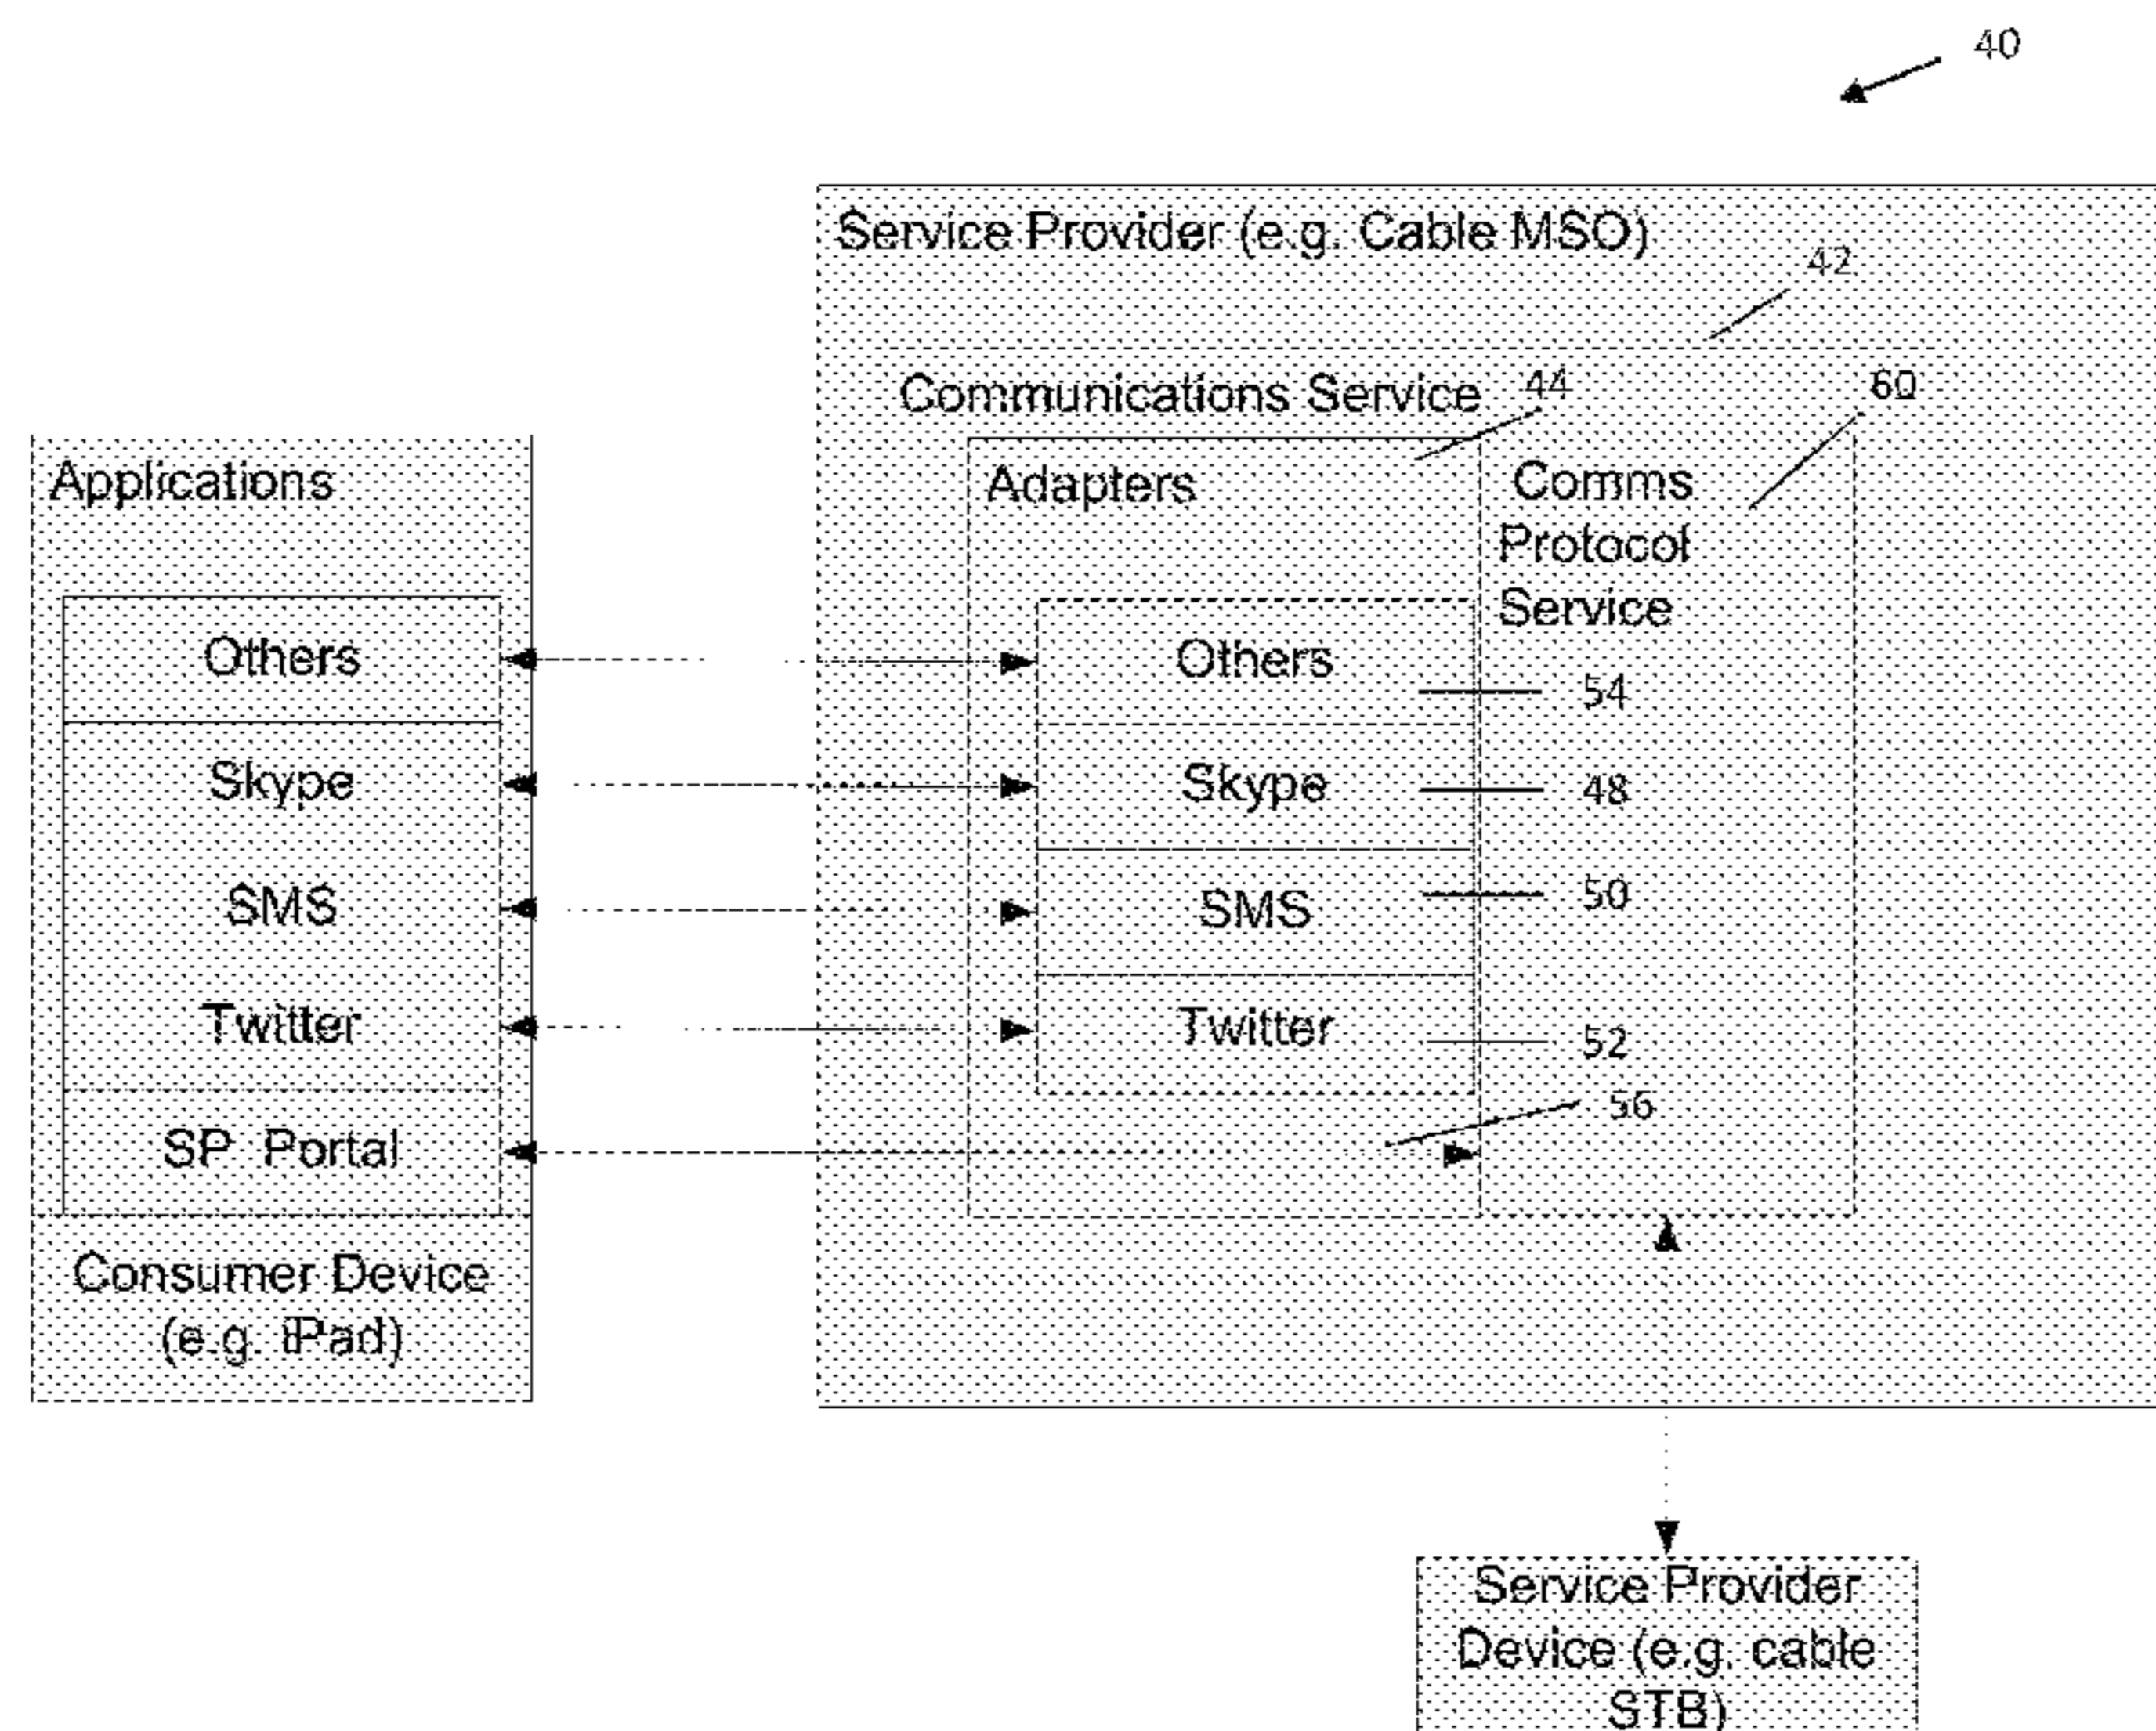 40
Service Provider (e.g. Cable MSO)
42
Communications Service
44
60
Applications
Adapters
Comms
Protocol
Service
Others
Others
54
Skype
Skype
48
SMS
SMS
50
Twitter
Twitter
52
56
SP Portal
Consumer Device
(e.g. iPad)
Service Provider
Device (e.g. cable
STB)